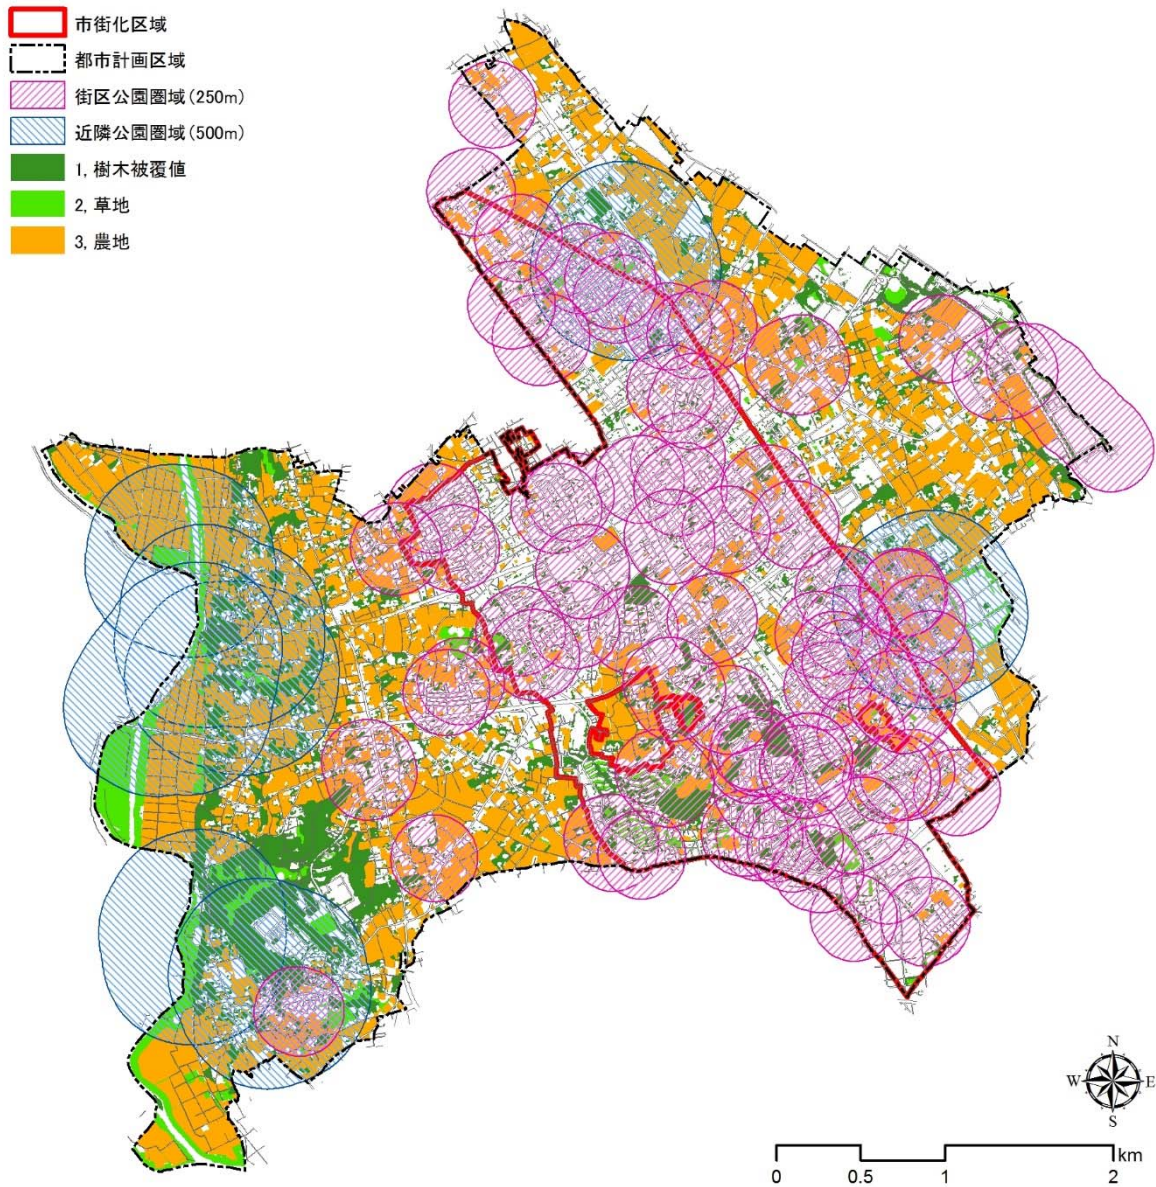 市街化区域
都市計画区域
街区公園圏域(250m)
近隣公園圏域(500m)
1, 樹木被覆値
2, 草地
3, 農地
N
W E
S
km
0 0.5 1 2